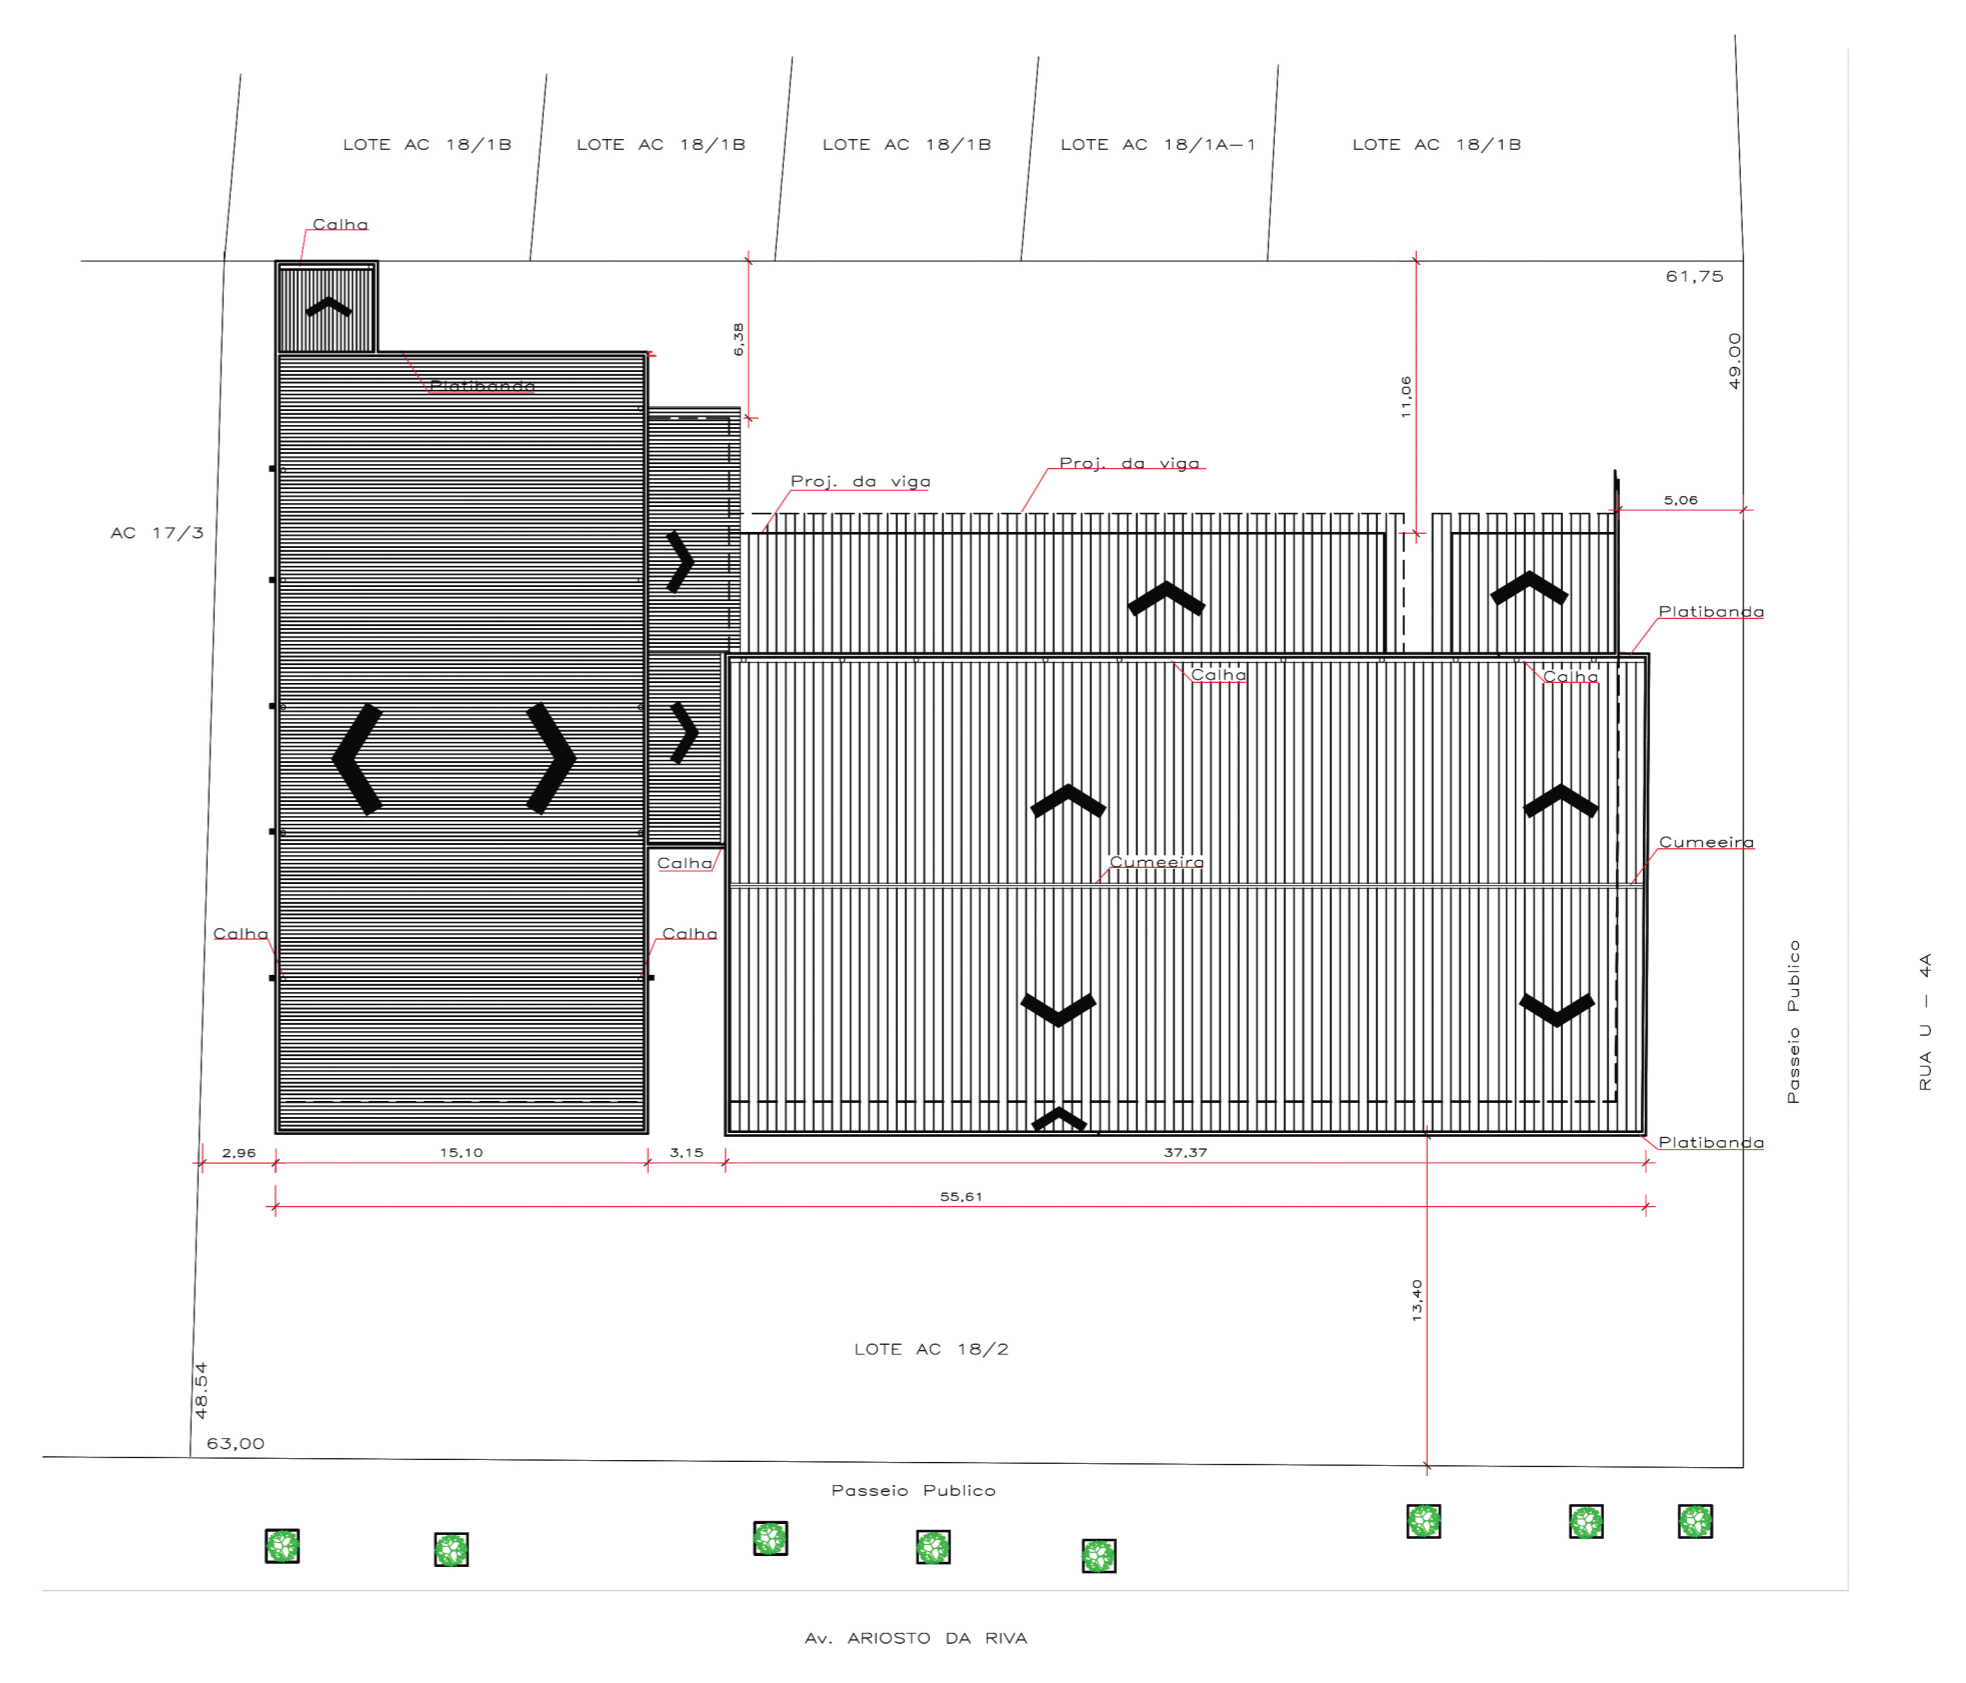 LOTE AC 18/1B
LOTE AC 18/1B
LOTE AC 18/1B
LOTE AC 18/1A-1
LOTE AC 18/1B
Calha
61,75
6,38
49.00
Platibanda
11,06
Proj. da viga
Proj. da viga
5,06
AC 17/3
Platibanda
Calha
Calha
Cumeeira
Calha
Cumeeira
Calha
Calha
Passeio Publico
RUA U - 4A
Platibanda
2,96
15,10
3,15
37,37
55,61
13,40
LOTE AC 18/2
48.54
63,00
Passeio Publico
Av. ARIOSTO DA RIVA